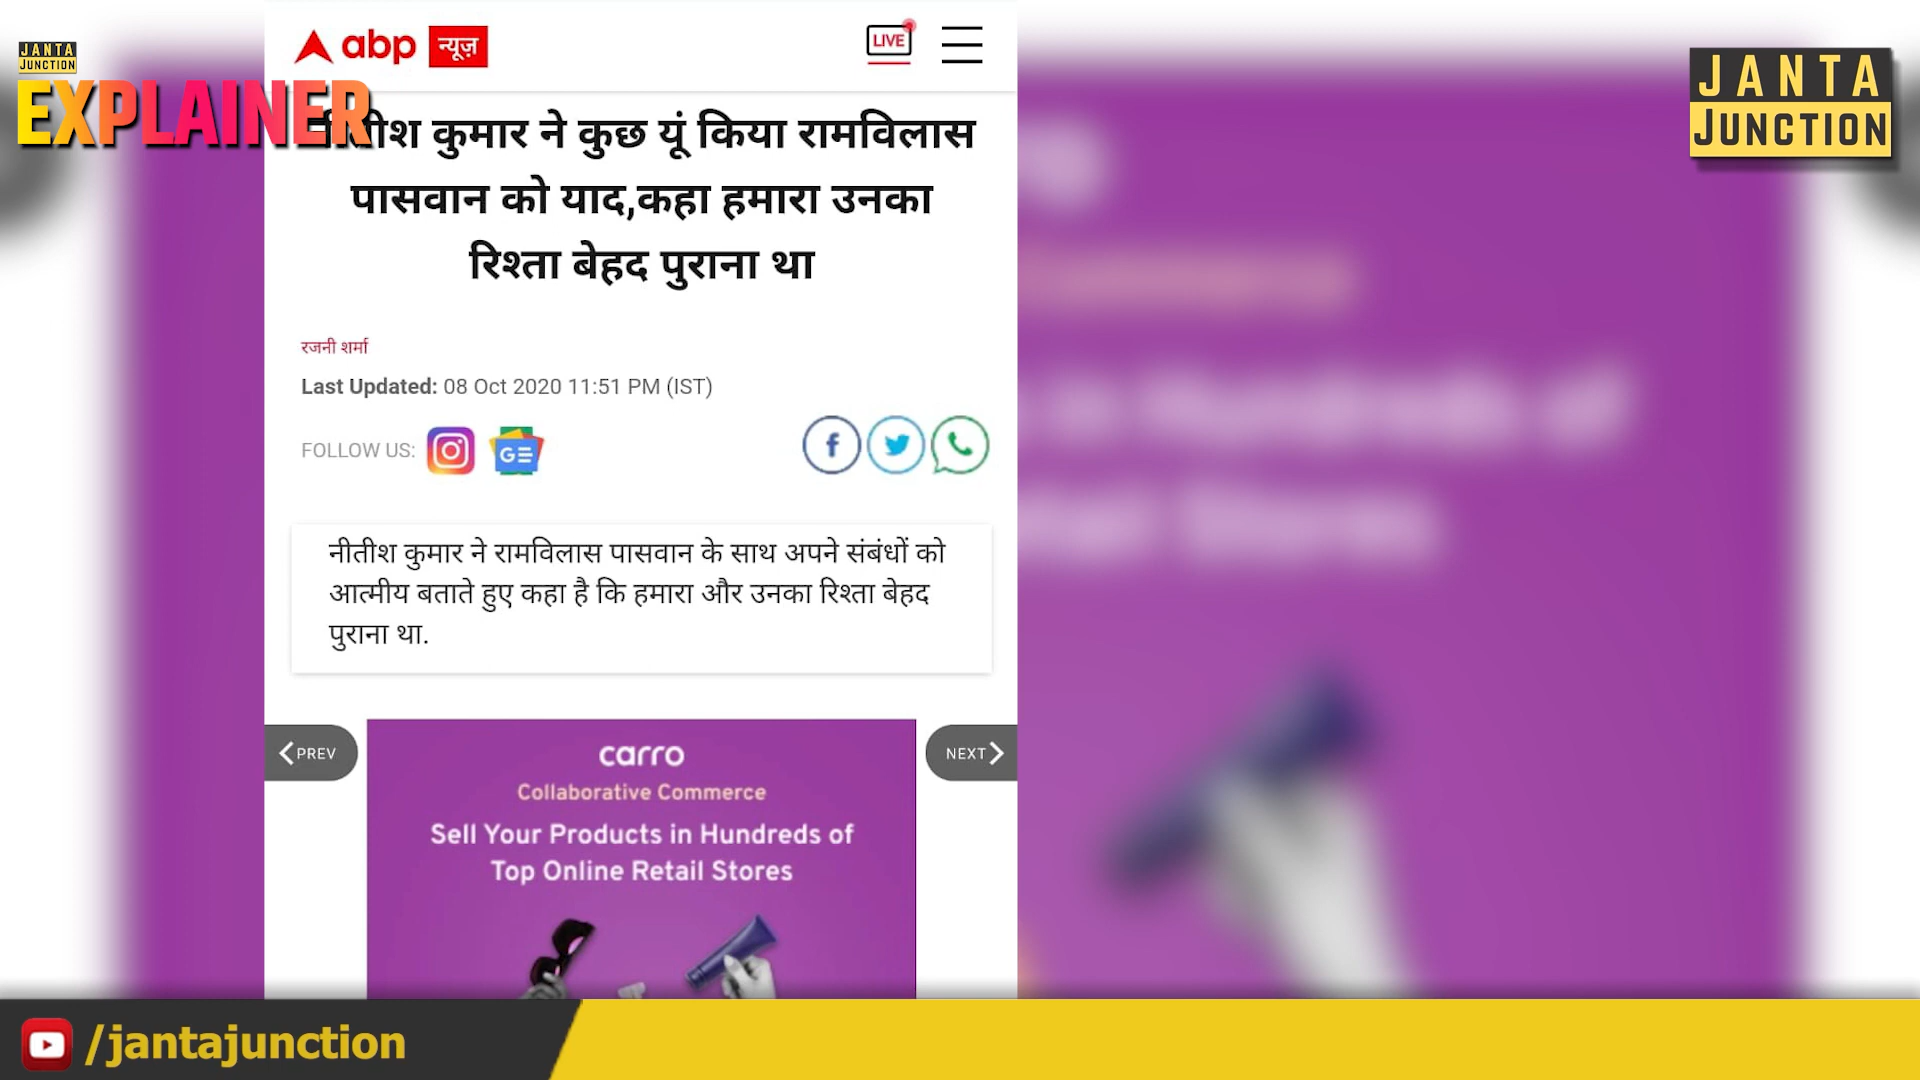 JANTA
JUNCTION
EXPLAINER
abp न्यूज़
LIVE
JANTA
JUNCTION
कुमार ने कुछ यूं किया रामविलास
पासवान को याद,कहा हमारा उनका
रिश्ता बेहद पुराना था
रजनी शर्मा
Last Updated: 08 Oct 2020 11:51 PM (IST)
FOLLOW US:
नीतीश कुमार ने रामविलास पासवान के साथ अपने संबंधों को
आत्मीय बताते हुए कहा है कि हमारा और उनका रिश्ता बेहद
पुराना था.
PREV
NEXT
carro
Collaborative Commerce
Sell Your Products in Hundreds of
Top Online Retail Stores
/jantajunction